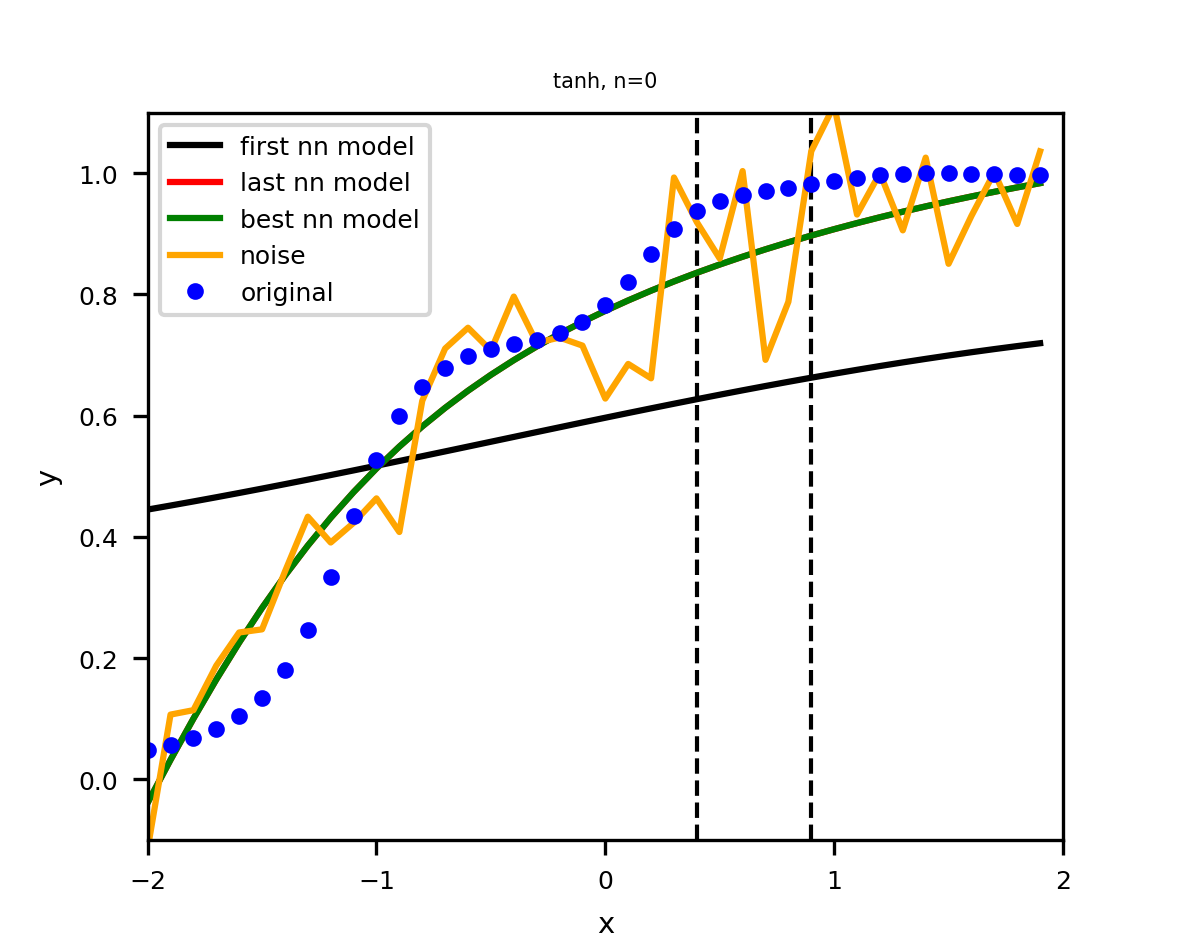 tanh, n=0
first nn model
last nn model
best nn model
noise
original
1.0
0.8
0.6
0.4
0.2
0.0
y
−2
−1
0
1
2
x